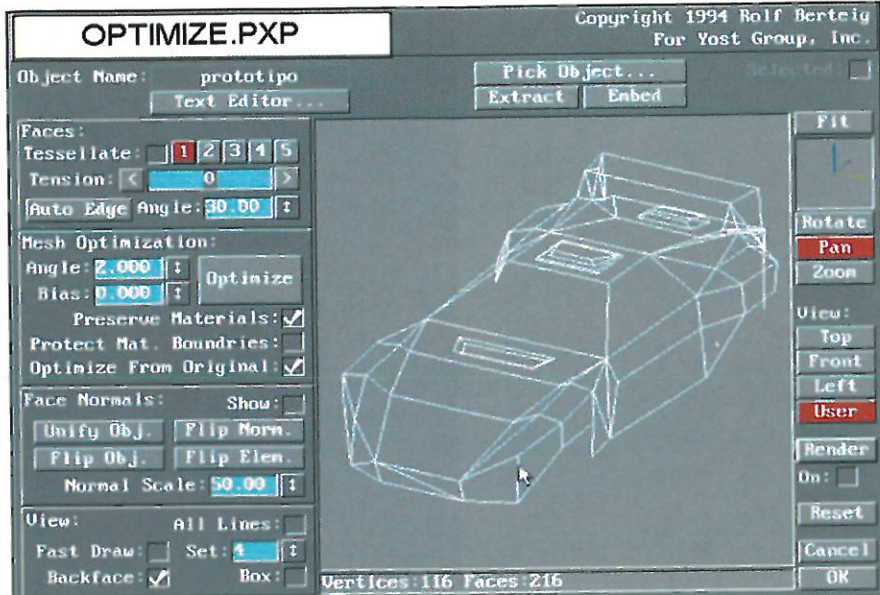 OPTIMIZE.PXP
Copyright 1994 Rolf Berteig
For Yost Group, Inc.
Object Name: prototipo
Text Editor...
Pick Object...
Extract Embed
Selected:
Faces:
Tessellate: 1 2 3 4 5
Tension: < 0 >
Auto Edge Angle: 30.00
Mesh Optimization:
Angle: 2.000
Bias: 0.000
Optimize
Preserve Materials:
Protect Mat. Boundries:
Optimize From Original:
Face Normals: Show:
Unify Obj. Flip Norm.
Flip Obj. Flip Elem.
Normal Scale: 50.00
View: All Lines:
Fast Draw: Set: 4
Backface: Box:
Vertices:116 Faces:216
Fit
Rotate
Pan
Zoom
View:
Top
Front
Left
User
Render
On:
Reset
Cancel
OK